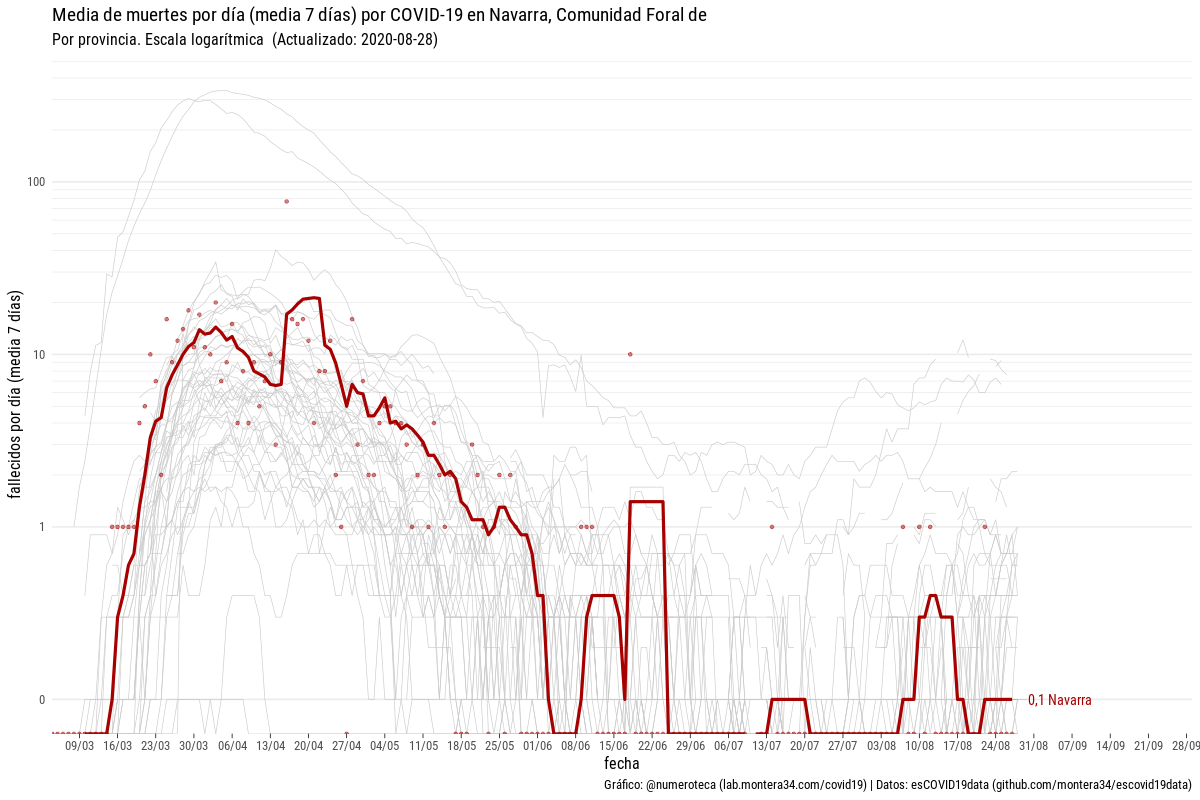 Media de muertes por día (media 7 días) por COVID-19 en Navarra, Comunidad Foral de
Por provincia. Escala logarítmica  (Actualizado: 2020-08-28)
fallecidos por día (media  7 días)
100
10
1
0
0,1 Navarra
09/03 16/03 23/03 30/03 06/04 13/04 20/04 27/04 04/05 11/05 18/05 25/05 01/06 08/06 15/06 22/06 29/06 06/07 13/07 20/07 27/07 03/08 10/08 17/08 24/08 31/08 07/09 14/09 21/09 28/09
fecha
Gráfico: @numeroteca (lab.montera34.com/covid19) | Datos: esCOVID19data (github.com/montera34/escovid19data)